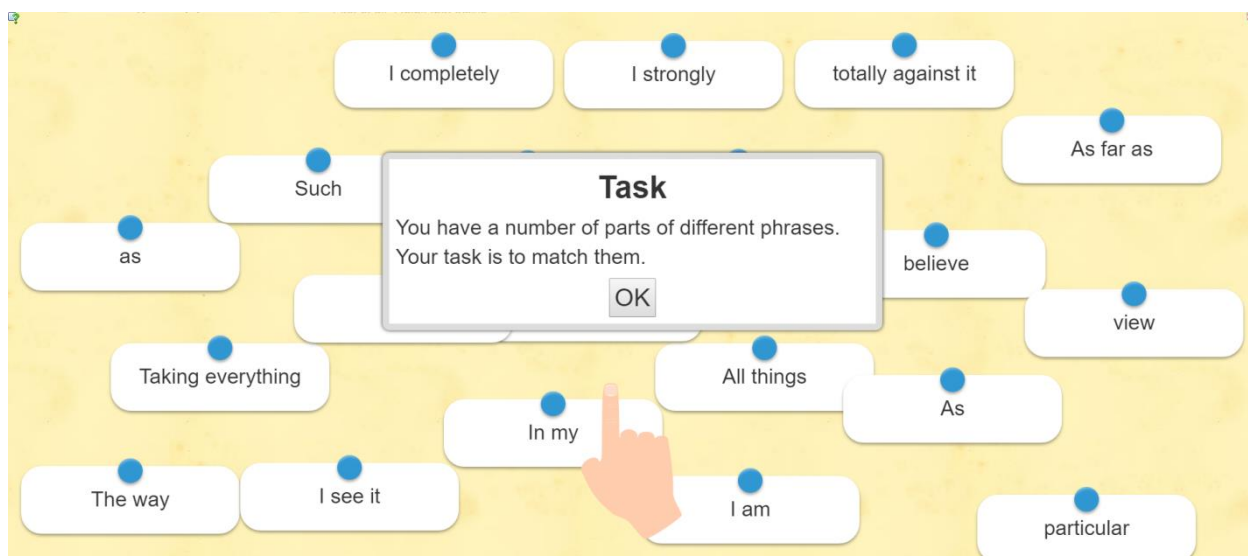 I completely
I strongly
totally against it
As far as
Such
Task
You have a number of parts of different phrases.
Your task is to match them.
OK
as
believe
view
Taking everything
All things
As
In my
The way
I see it
I am
particular